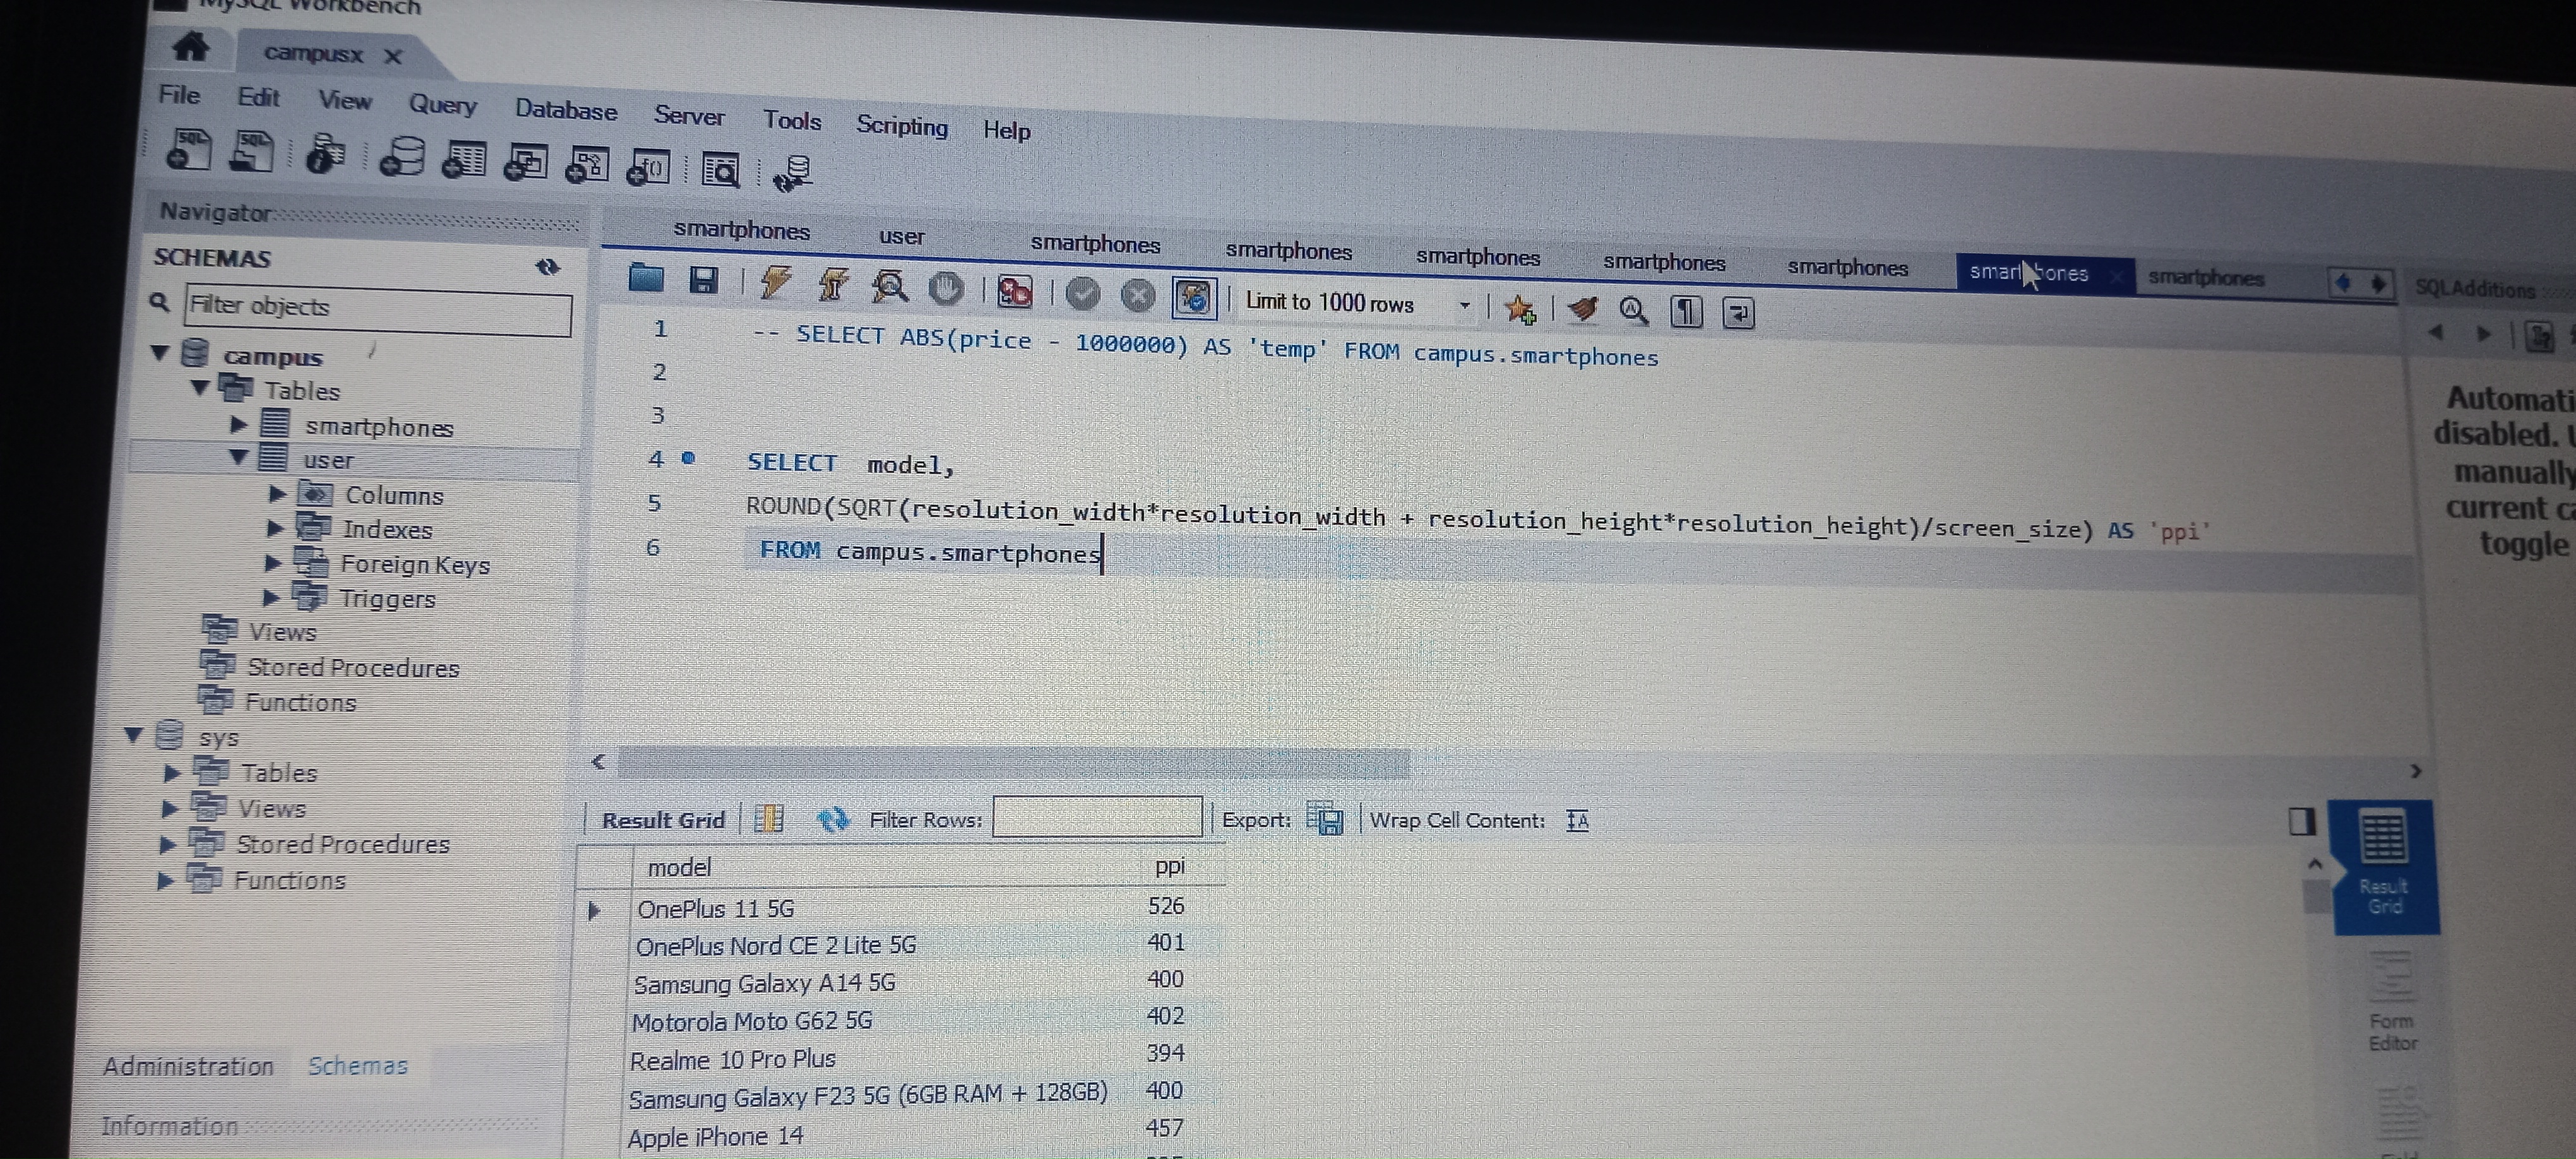 MySQL Workbench
campusx
File Edit View Query Database Server Tools Scripting Help
Navigator
SCHEMAS
Filter objects
campus
Tables
smartphones
user
Columns
Indexes
Foreign Keys
Triggers
Views
Stored Procedures
Functions
sys
Tables
Views
Stored Procedures
Functions
Administration Schemas
Information
smartphones user smartphones smartphones smartphones smartphones smartphones smartphones smartphones
Limit to 1000 rows
1 -- SELECT ABS(price - 1000000) AS 'temp' FROM campus.smartphones
2
3
4 SELECT model,
5 ROUND(SQRT(resolution_width*resolution_width + resolution_height*resolution_height)/screen_size) AS 'ppi'
6 FROM campus.smartphones
SQLAdditions
Automati
disabled. U
manually
current ca
toggle
Result Grid Filter Rows: Export: Wrap Cell Content:
model ppi
OnePlus 11 5G 526
OnePlus Nord CE 2 Lite 5G 401
Samsung Galaxy A14 5G 400
Motorola Moto G62 5G 402
Realme 10 Pro Plus 394
Samsung Galaxy F23 5G (6GB RAM + 128GB) 400
Apple iPhone 14 457
Result
Grid
Form
Editor